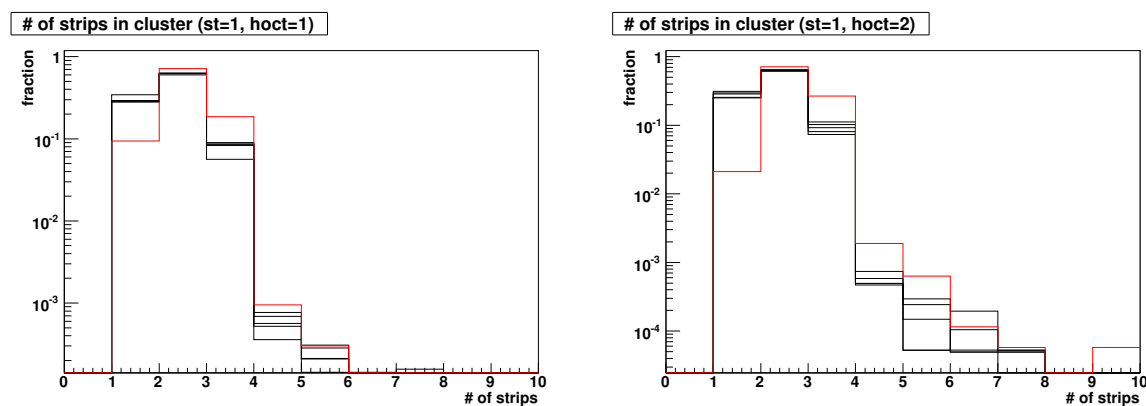 # of strips in cluster (st=1, hoct=1)
fraction
1
10-1
10-2
10-3
0 1 2 3 4 5 6 7 8 9 10
# of strips
# of strips in cluster (st=1, hoct=2)
fraction
1
10-1
10-2
10-3
10-4
0 1 2 3 4 5 6 7 8 9 10
# of strips